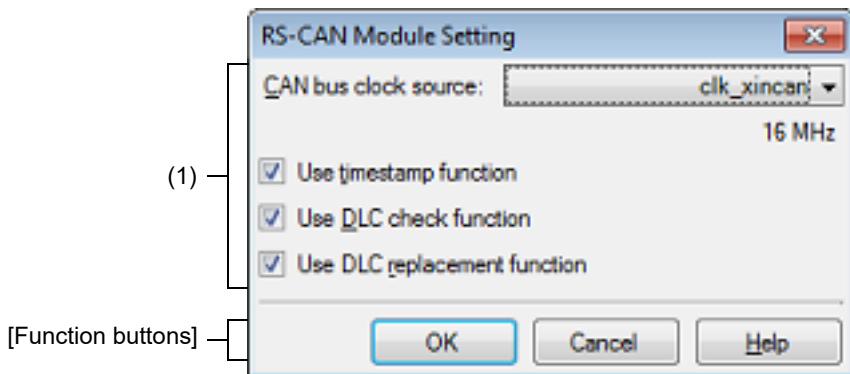 RS-CAN Module Setting
CAN bus clock source: clk_xincan
16 MHz
(1)
Use timestamp function
Use DLC check function
Use DLC replacement function
[Function buttons]
OK Cancel Help